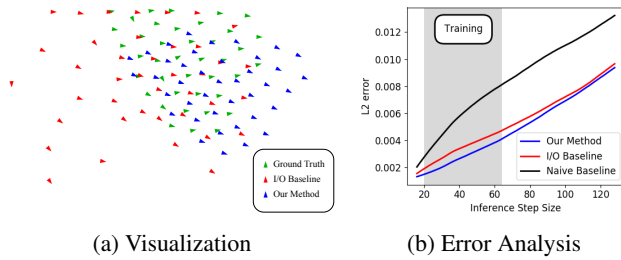 Ground Truth
I/O Baseline
Our Method
(a) Visualization
0.012
0.010
0.008
0.006
0.004
0.002
L2 error
Training
Our Method
I/O Baseline
Naive Baseline
20 40 60 80 100 120
Inference Step Size
(b) Error Analysis